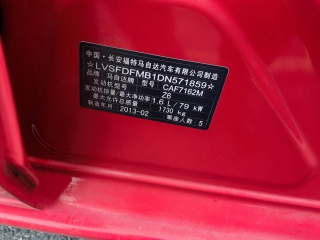 中国·长安福特马自达汽车有限公司制造
☆LVSFDFMB1DN571859☆
品牌 马自达牌 型号 CAF7162M
发动机型号 Z6
发动机排量/最大净功率 1.6 L/79 kW
最大允许总质量 1730 kg
制造年月 2013-02 乘座人数 5